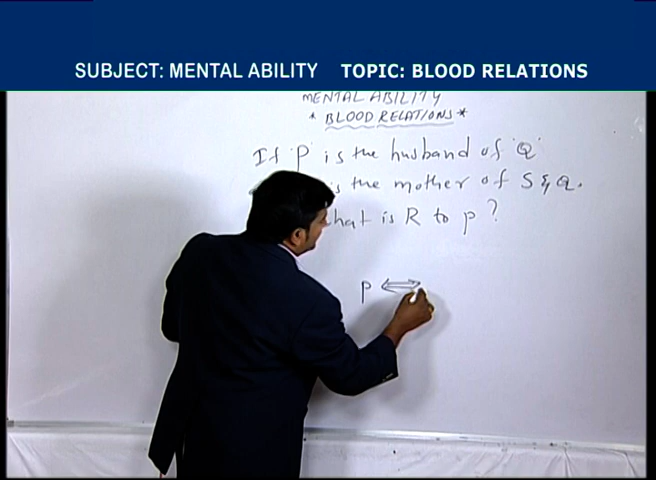 SUBJECT: MENTAL ABILITY TOPIC: BLOOD RELATIONS
MENTAL ABILITY
* BLOOD RELATIONS *
If 'P' is the husband of 'Q'
is the mother of S & Q.
hat is R to p?
P